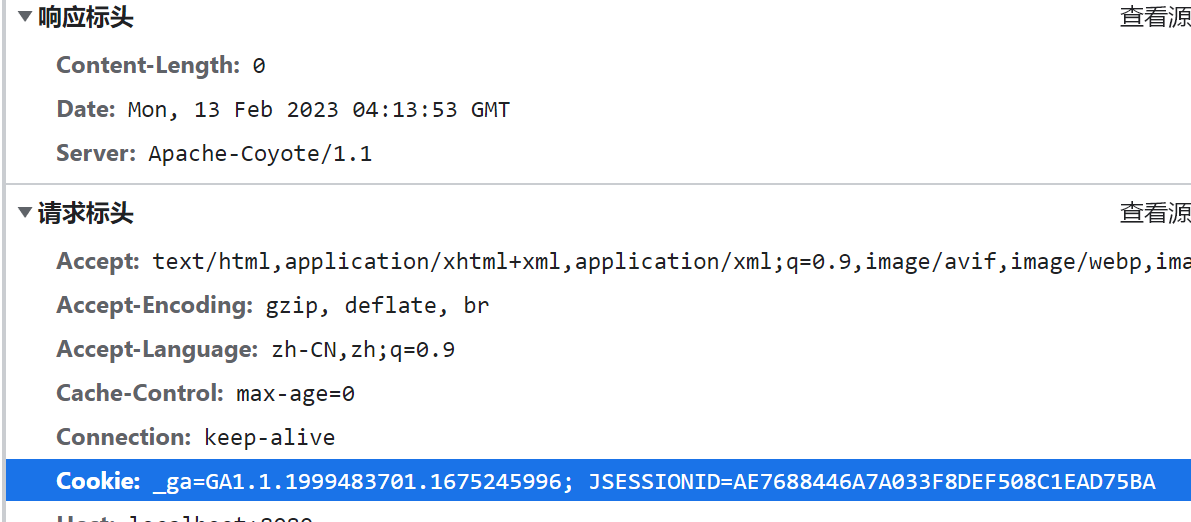 响应标头 查看源
Content-Length: 0
Date: Mon, 13 Feb 2023 04:13:53 GMT
Server: Apache-Coyote/1.1
请求标头 查看源
Accept: text/html,application/xhtml+xml,application/xml;q=0.9,image/avif,image/webp,ima
Accept-Encoding: gzip, deflate, br
Accept-Language: zh-CN,zh;q=0.9
Cache-Control: max-age=0
Connection: keep-alive
Cookie: _ga=GA1.1.1999483701.1675245996; JSESSIONID=AE7688446A7A033F8DEF508C1EAD75BA